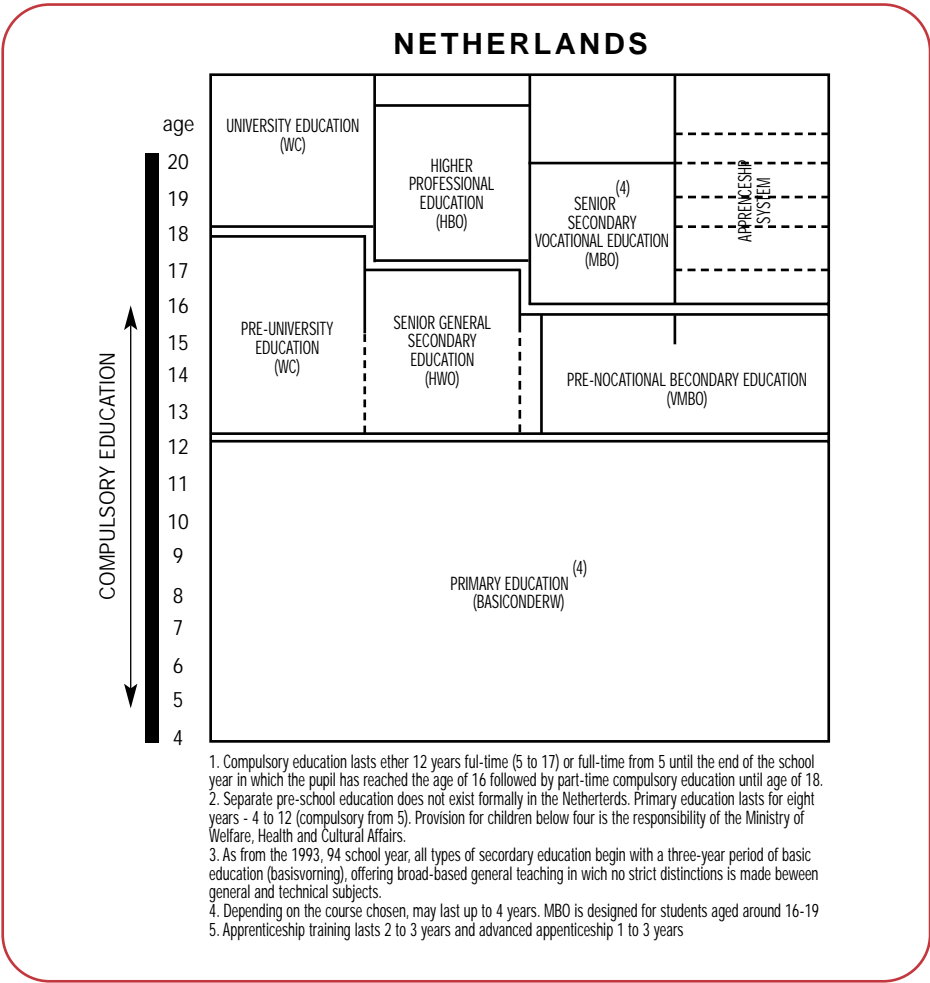 NETHERLANDS
age
20
19
18
17
16
15
14
13
12
11
10
9
8
7
6
5
4
COMPULSORY EDUCATION
UNIVERSITY EDUCATION
(WC)
HIGHER
PROFESSIONAL
EDUCATION
(HBO)
(4)
SENIOR
SECONDARY
VOCATIONAL EDUCATION
(MBO)
APPRENCESHP
SYSTEM
PRE-UNIVERSITY
EDUCATION
(WC)
SENIOR GENERAL
SECONDARY
EDUCATION
(HWO)
PRE-NOCATIONAL BECONDARY EDUCATION
(VMBO)
PRIMARY EDUCATION (4)
(BASICONDERW)
1. Compulsory education lasts ether 12 years ful-time (5 to 17) or full-time from 5 until the end of the school
year in which the pupil has reached the age of 16 followed by part-time compulsory education until age of 18.
2. Separate pre-school education does not exist formally in the Netherterds. Primary education lasts for eight
years - 4 to 12 (compulsory from 5). Provision for children below four is the responsibility of the Ministry of
Welfare, Health and Cultural Affairs.
3. As from the 1993, 94 school year, all types of secordary education begin with a three-year period of basic
education (basisvorning), offering broad-based general teaching in wich no strict distinctions is made beween
general and technical subjects.
4. Depending on the course chosen, may last up to 4 years. MBO is designed for students aged around 16-19
5. Apprenticeship training lasts 2 to 3 years and advanced appenticeship 1 to 3 years